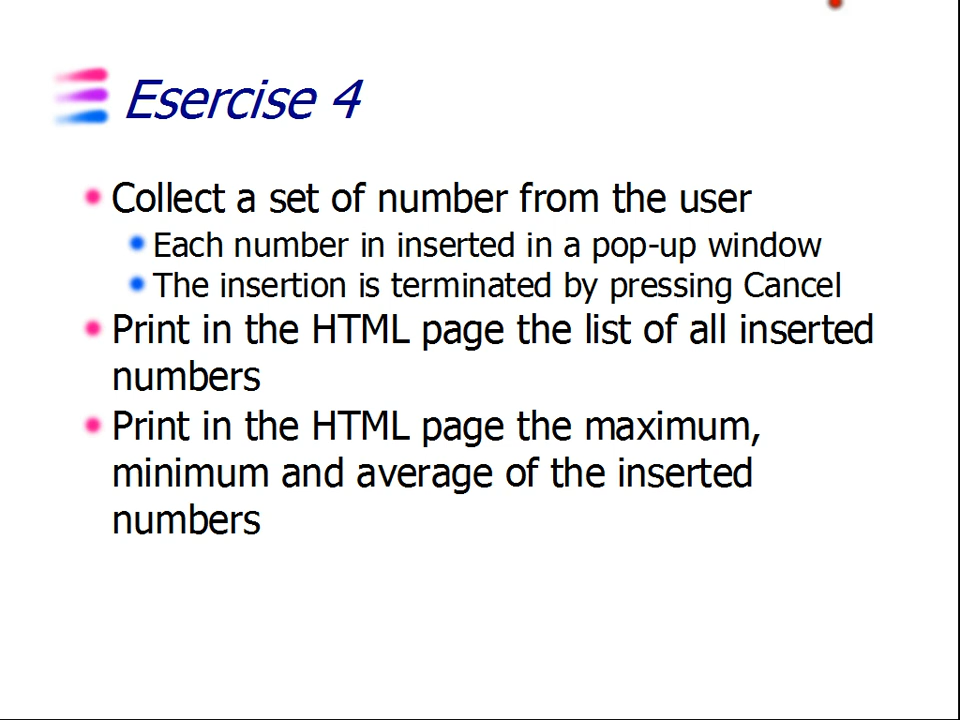 Esercise 4
Collect a set of number from the user
Each number in inserted in a pop-up window
The insertion is terminated by pressing Cancel
Print in the HTML page the list of all inserted
numbers
Print in the HTML page the maximum,
minimum and average of the inserted
numbers